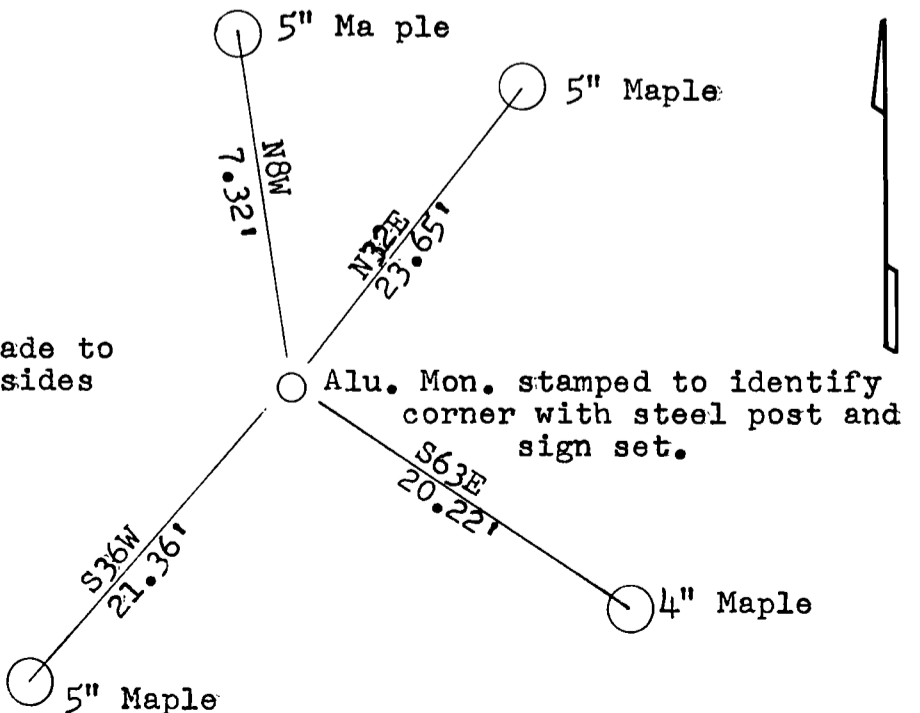 5" Ma ple
5" Maple
N8W
7.32'
N32E
23.65'
ade to
sides
Alu. Mon. stamped to identify
corner with steel post and
sign set.
S63E
20.22'
S36W
21.36'
4" Maple
5" Maple